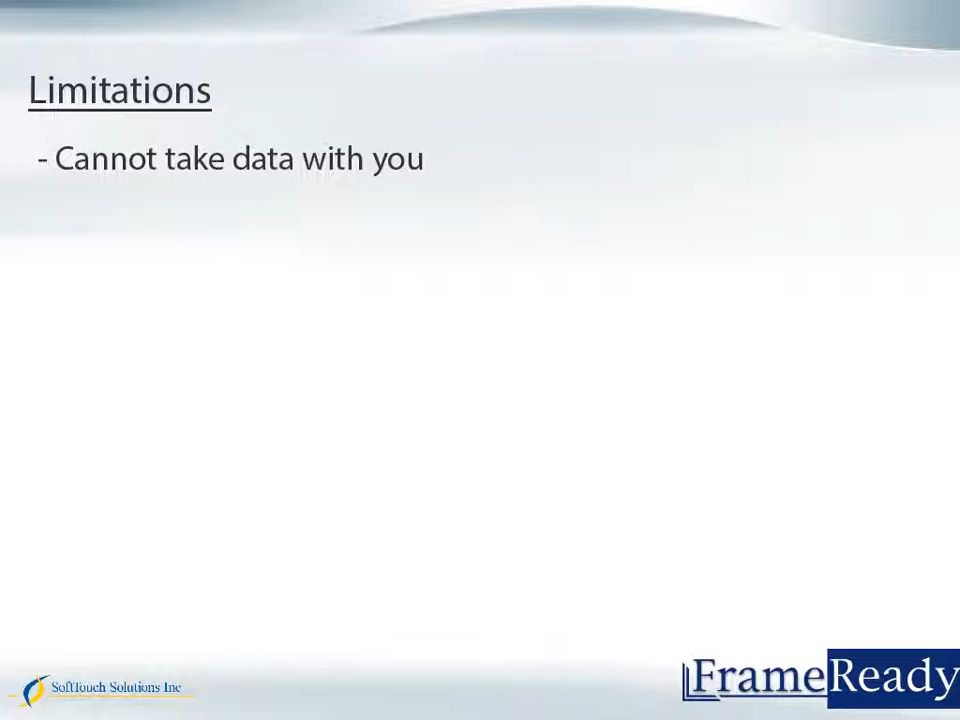 Limitations
- Cannot take data with you
SoftTouch Solutions Inc
FrameReady